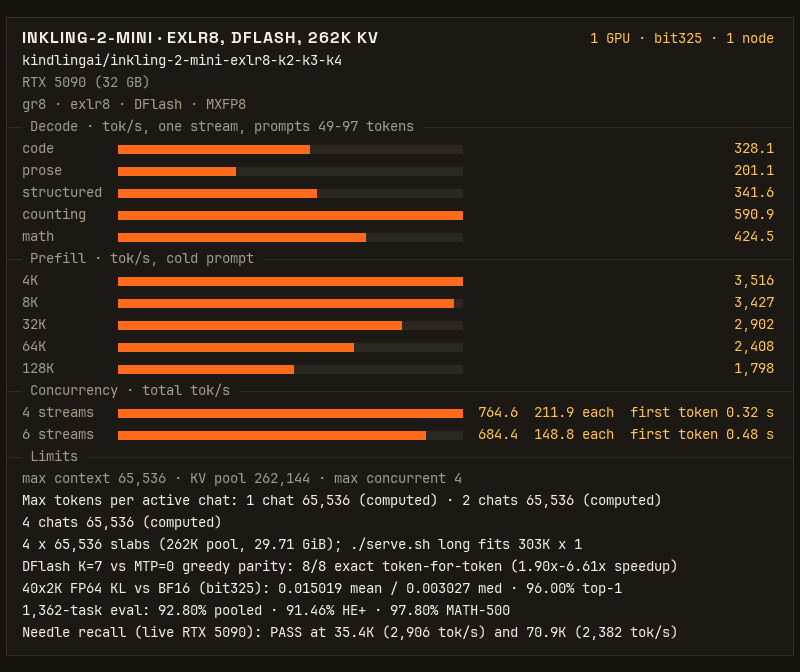 INKLING-2-MINI · EXLR8, DFLASH, 262K KV
1 GPU · bit325 · 1 node
kindlingai/inkling-2-mini-exlr8-k2-k3-k4
RTX 5090 (32 GB)
gr8 · exlr8 · DFlash · MXFP8
Decode · tok/s, one stream, prompts 49-97 tokens
code 328.1
prose 201.1
structured 341.6
counting 590.9
math 424.5
Prefill · tok/s, cold prompt
4K 3,516
8K 3,427
32K 2,902
64K 2,408
128K 1,798
Concurrency · total tok/s
4 streams 764.6 211.9 each first token 0.32 s
6 streams 684.4 148.8 each first token 0.48 s
Limits
max context 65,536 · KV pool 262,144 · max concurrent 4
Max tokens per active chat: 1 chat 65,536 (computed) · 2 chats 65,536 (computed)
4 chats 65,536 (computed)
4 x 65,536 slabs (262K pool, 29.71 GiB); ./serve.sh long fits 303K x 1
DFlash K=7 vs MTP=0 greedy parity: 8/8 exact token-for-token (1.90x-6.61x speedup)
40x2K FP64 KL vs BF16 (bit325): 0.015019 mean / 0.003027 med · 96.00% top-1
1,362-task eval: 92.80% pooled · 91.46% HE+ · 97.80% MATH-500
Needle recall (live RTX 5090): PASS at 35.4K (2,906 tok/s) and 70.9K (2,382 tok/s)